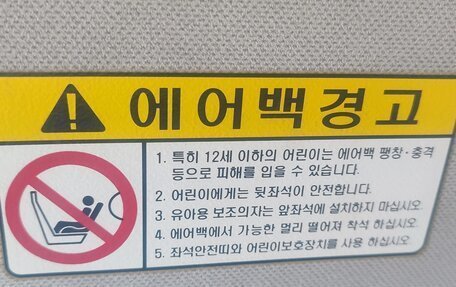 에어백경고
1. 특히 12세 이하의 어린이는 에어백 팽창·충격
등으로 피해를 입을 수 있습니다.
2. 어린이에게는 뒷좌석이 안전합니다.
3. 유아용 보조의자는 앞좌석에 설치하지 마십시오.
4. 에어백에서 가능한 멀리 떨어져 착석 하십시오.
5. 좌석안전띠와 어린이보호장치를 사용 하십시오.